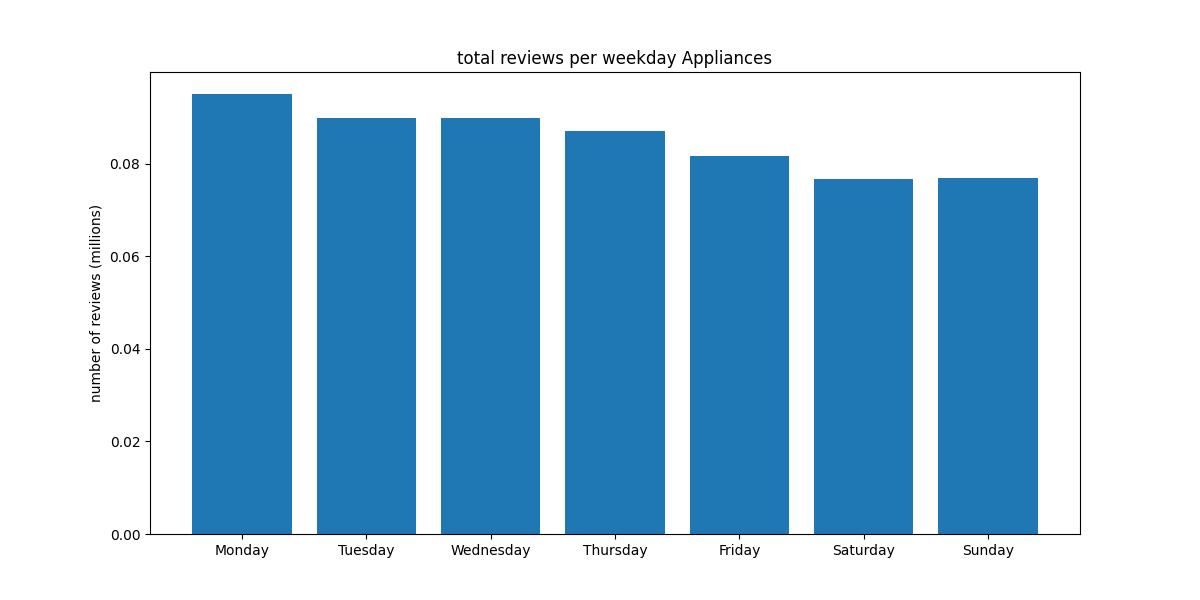 total reviews per weekday Appliances
number of reviews (millions)
0.08
0.06
0.04
0.02
0.00
Monday Tuesday Wednesday Thursday Friday Saturday Sunday